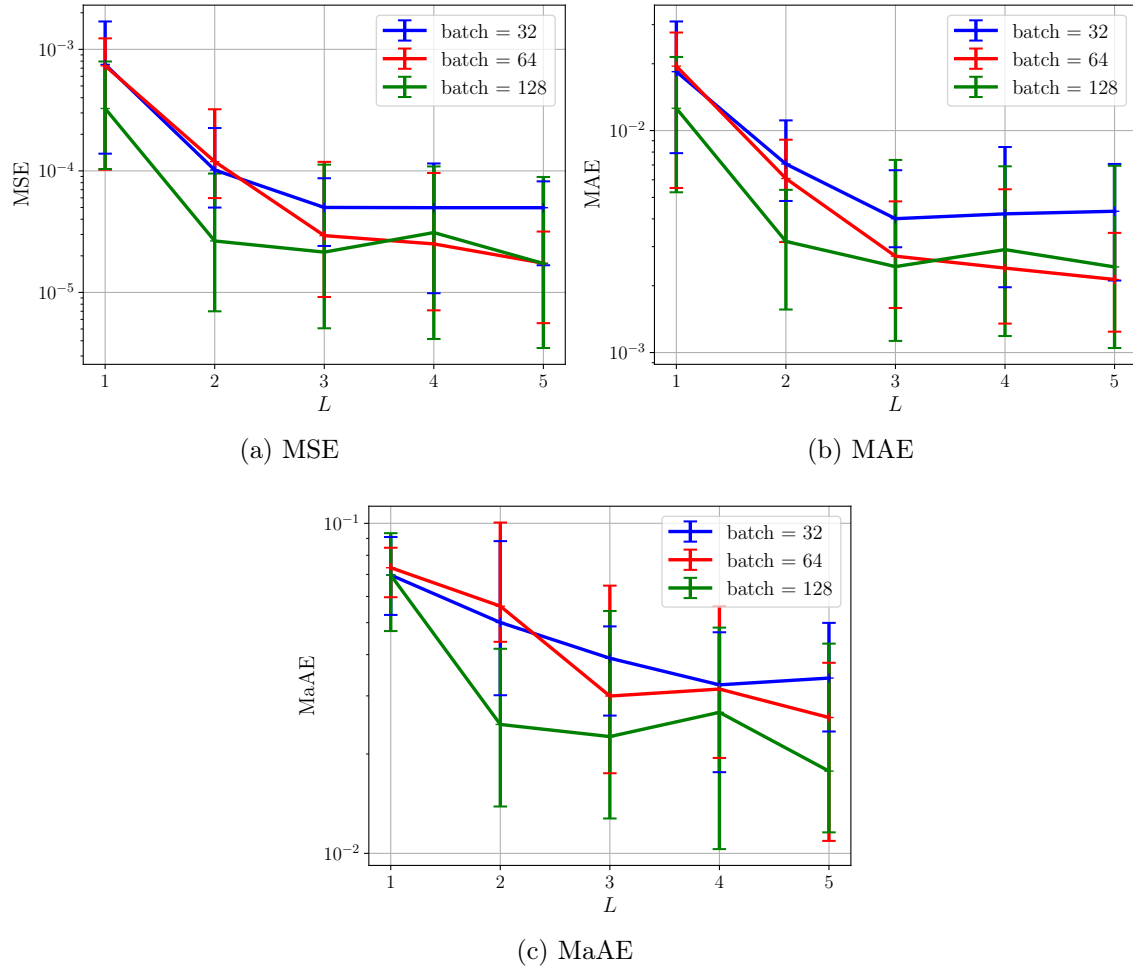 batch = 32
batch = 64
batch = 128
10⁻³
10⁻⁴
10⁻⁵
MSE
1 2 3 4 5
L
(a) MSE
batch = 32
batch = 64
batch = 128
10⁻²
10⁻³
MAE
1 2 3 4 5
L
(b) MAE
batch = 32
batch = 64
batch = 128
10⁻¹
10⁻²
MaAE
1 2 3 4 5
L
(c) MaAE